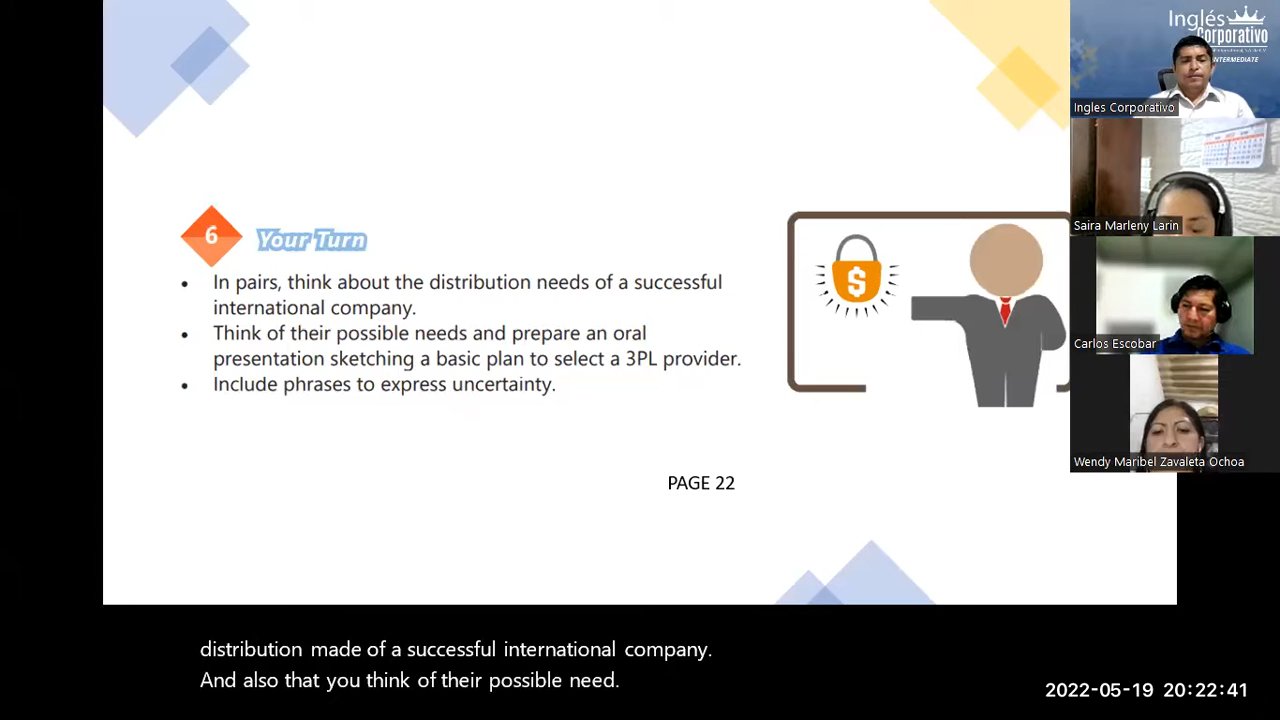 Inglés
Corporativo
INTERMEDIATE
Ingles Corporativo
Saira Marleny Larin
Carlos Escobar
Wendy Maribel Zavaleta Ochoa
6
Your Turn
• In pairs, think about the distribution needs of a successful
international company.
• Think of their possible needs and prepare an oral
presentation sketching a basic plan to select a 3PL provider.
• Include phrases to express uncertainty.
$
PAGE 22
distribution made of a successful international company.
And also that you think of their possible need.
2022-05-19 20:22:41